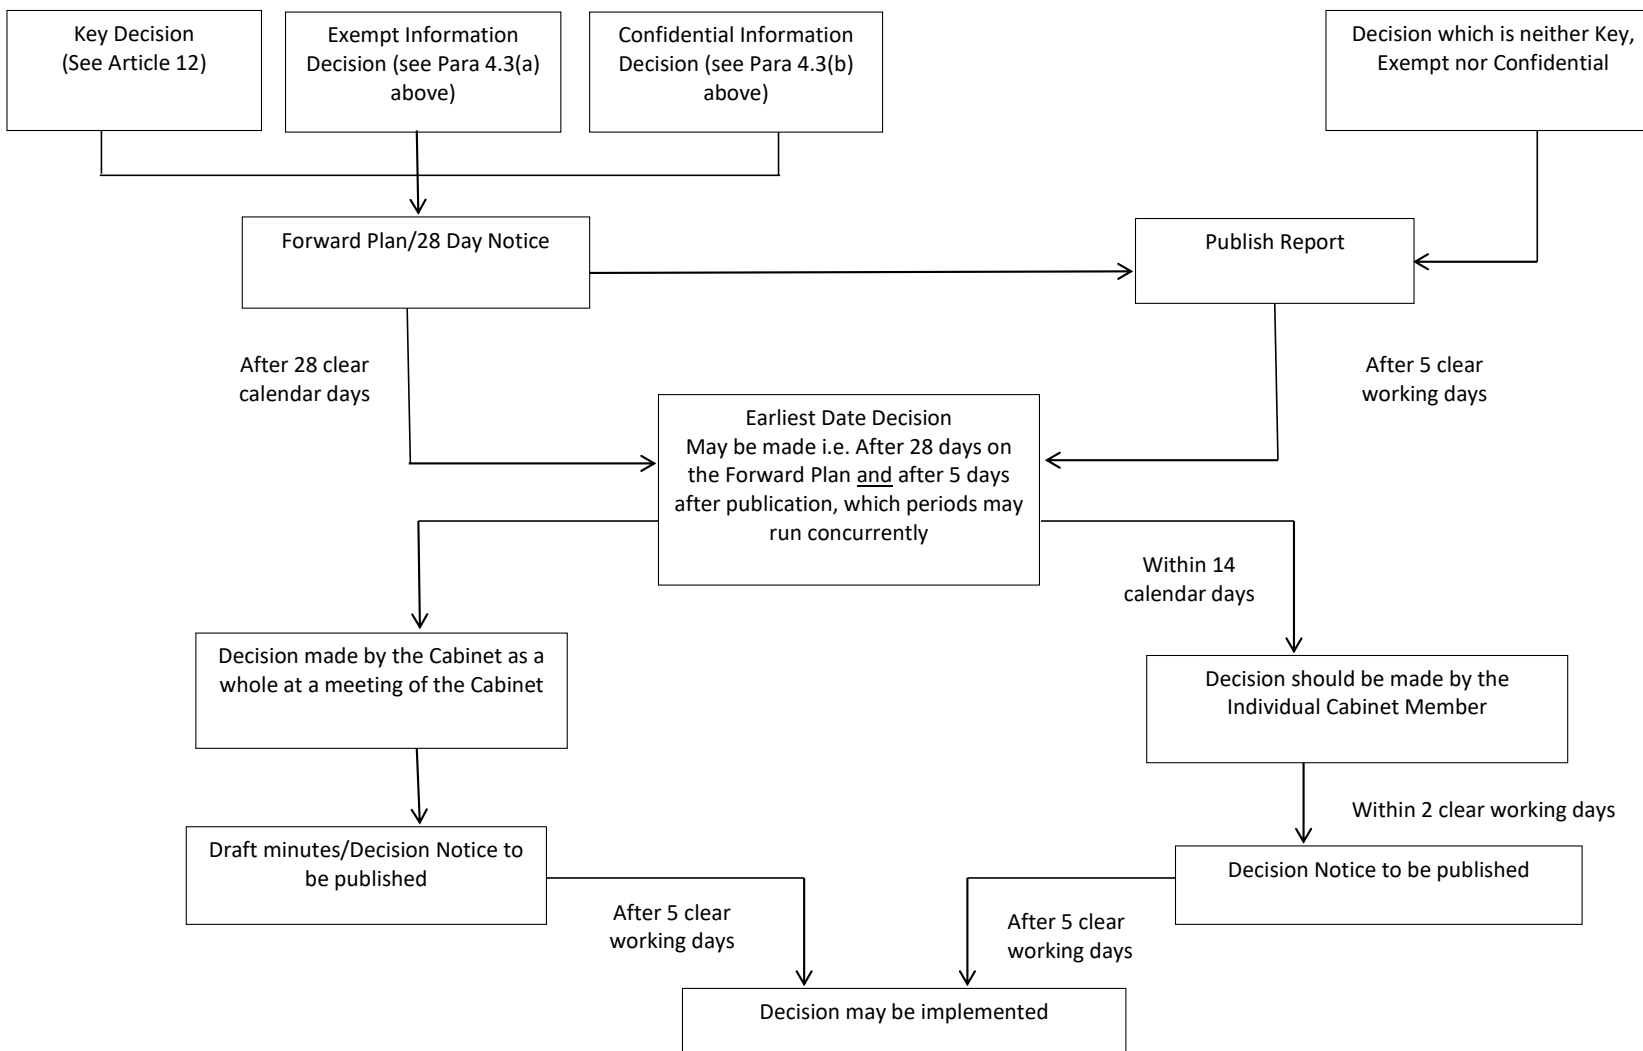 Key Decision
(See Article 12)
Exempt Information
Decision (see Para 4.3(a)
above)
Confidential Information
Decision (see Para 4.3(b)
above)
Decision which is neither Key,
Exempt nor Confidential
Forward Plan/28 Day Notice
Publish Report
After 28 clear
calendar days
After 5 clear
working days
Earliest Date Decision
May be made i.e. After 28 days on
the Forward Plan and after 5 days
after publication, which periods may
run concurrently
Within 14
calendar days
Decision made by the Cabinet as a
whole at a meeting of the Cabinet
Decision should be made by the
Individual Cabinet Member
Within 2 clear working days
Draft minutes/Decision Notice to
be published
Decision Notice to be published
After 5 clear
working days
After 5 clear
working days
Decision may be implemented